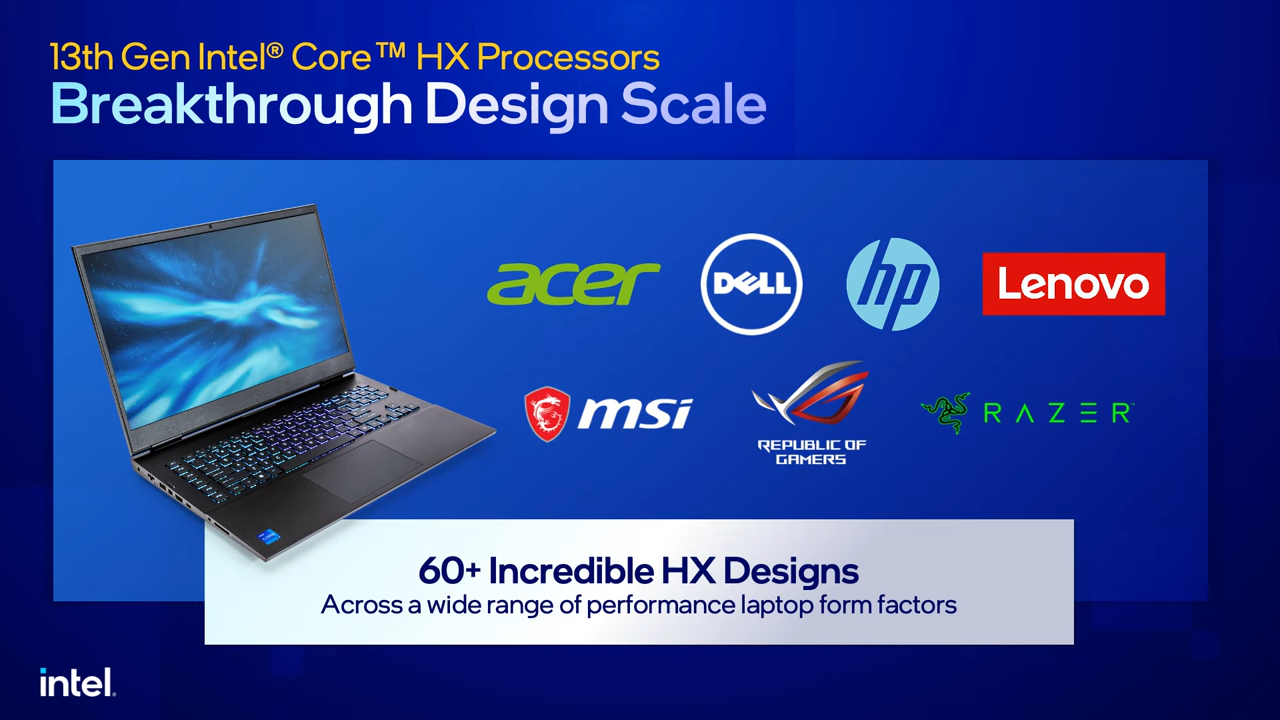 13th Gen Intel® Core™ HX Processors
Breakthrough Design Scale
acer
DELL
hp
Lenovo
msi
REPUBLIC OF
GAMERS
RAZER™
60+ Incredible HX Designs
Across a wide range of performance laptop form factors
intel.